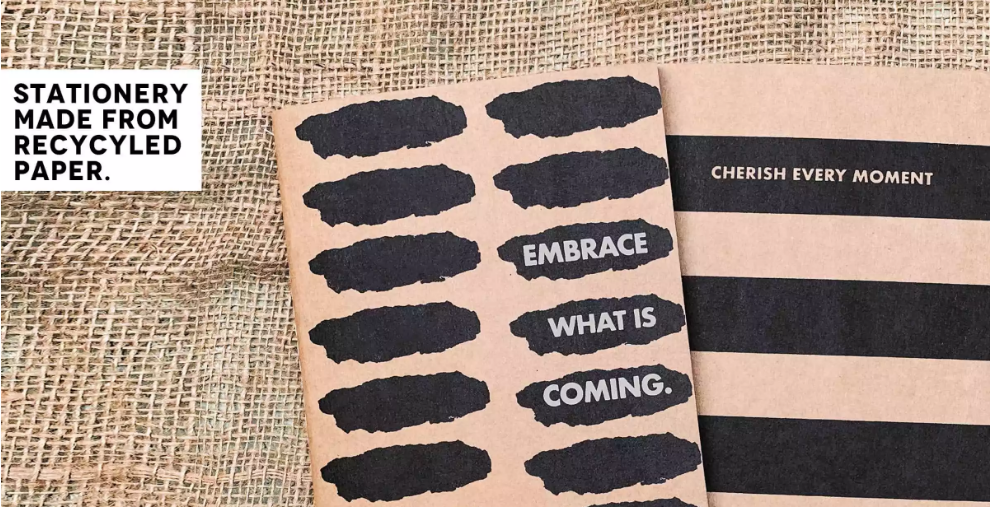 STATIONERY
MADE FROM
RECYCYLED
PAPER.
EMBRACE
WHAT IS
COMING.
CHERISH EVERY MOMENT